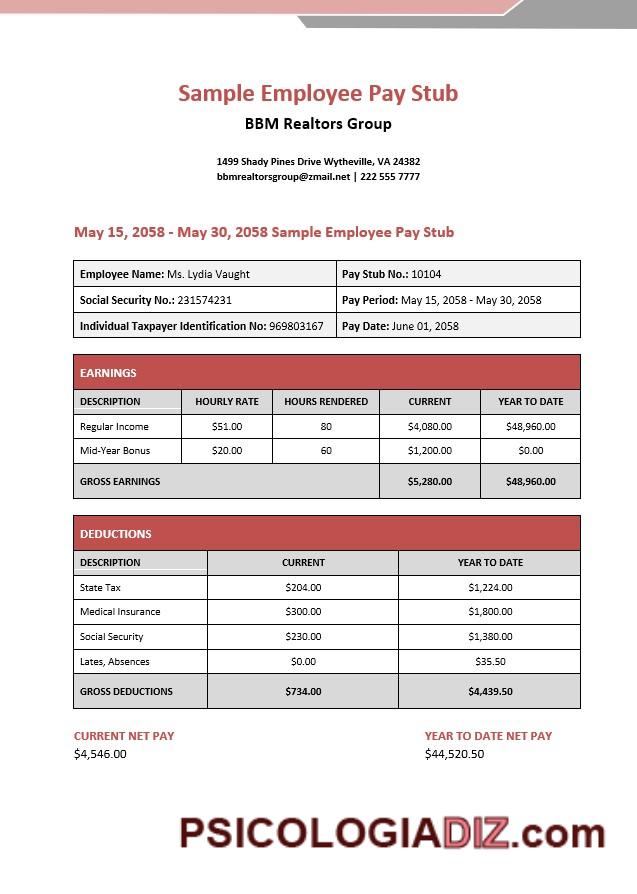 Sample Employee Pay Stub
BBM Realtors Group
1499 Shady Pines Drive Wytheville, VA 24382
bbmrealtorsgroup@zmail.net | 222 555 7777
May 15, 2058 - May 30, 2058 Sample Employee Pay Stub
Employee Name: Ms. Lydia Vaught Pay Stub No.: 10104
Social Security No.: 231574231 Pay Period: May 15, 2058 - May 30, 2058
Individual Taxpayer Identification No: 969803167 Pay Date: June 01, 2058
EARNINGS
DESCRIPTION HOURLY RATE HOURS RENDERED CURRENT YEAR TO DATE
Regular Income $51.00 80 $4,080.00 $48,960.00
Mid-Year Bonus $20.00 60 $1,200.00 $0.00
GROSS EARNINGS $5,280.00 $48,960.00
DEDUCTIONS
DESCRIPTION CURRENT YEAR TO DATE
State Tax $204.00 $1,224.00
Medical Insurance $300.00 $1,800.00
Social Security $230.00 $1,380.00
Lates, Absences $0.00 $35.50
GROSS DEDUCTIONS $734.00 $4,439.50
CURRENT NET PAY YEAR TO DATE NET PAY
$4,546.00 $44,520.50
PSICOLOGIADIZ.com